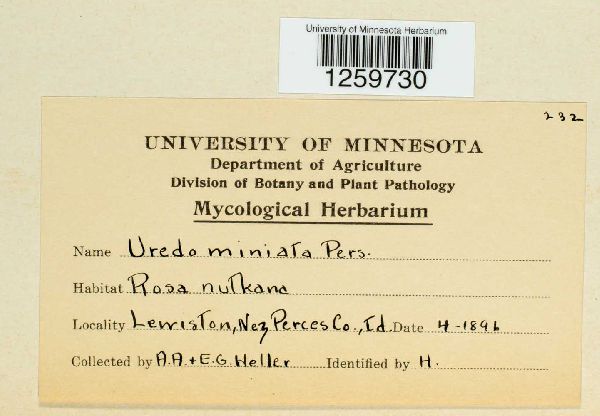 University of Minnesota Herbarium
1259730
232
UNIVERSITY OF MINNESOTA
Department of Agriculture
Division of Botany and Plant Pathology
Mycological Herbarium
Name Uredo miniata Pers.
Habitat Rosa nutkana
Locality Lewiston, Nez Perces Co., Id. Date 4-1896
Collected by A.A. + E.G. Heller Identified by H.